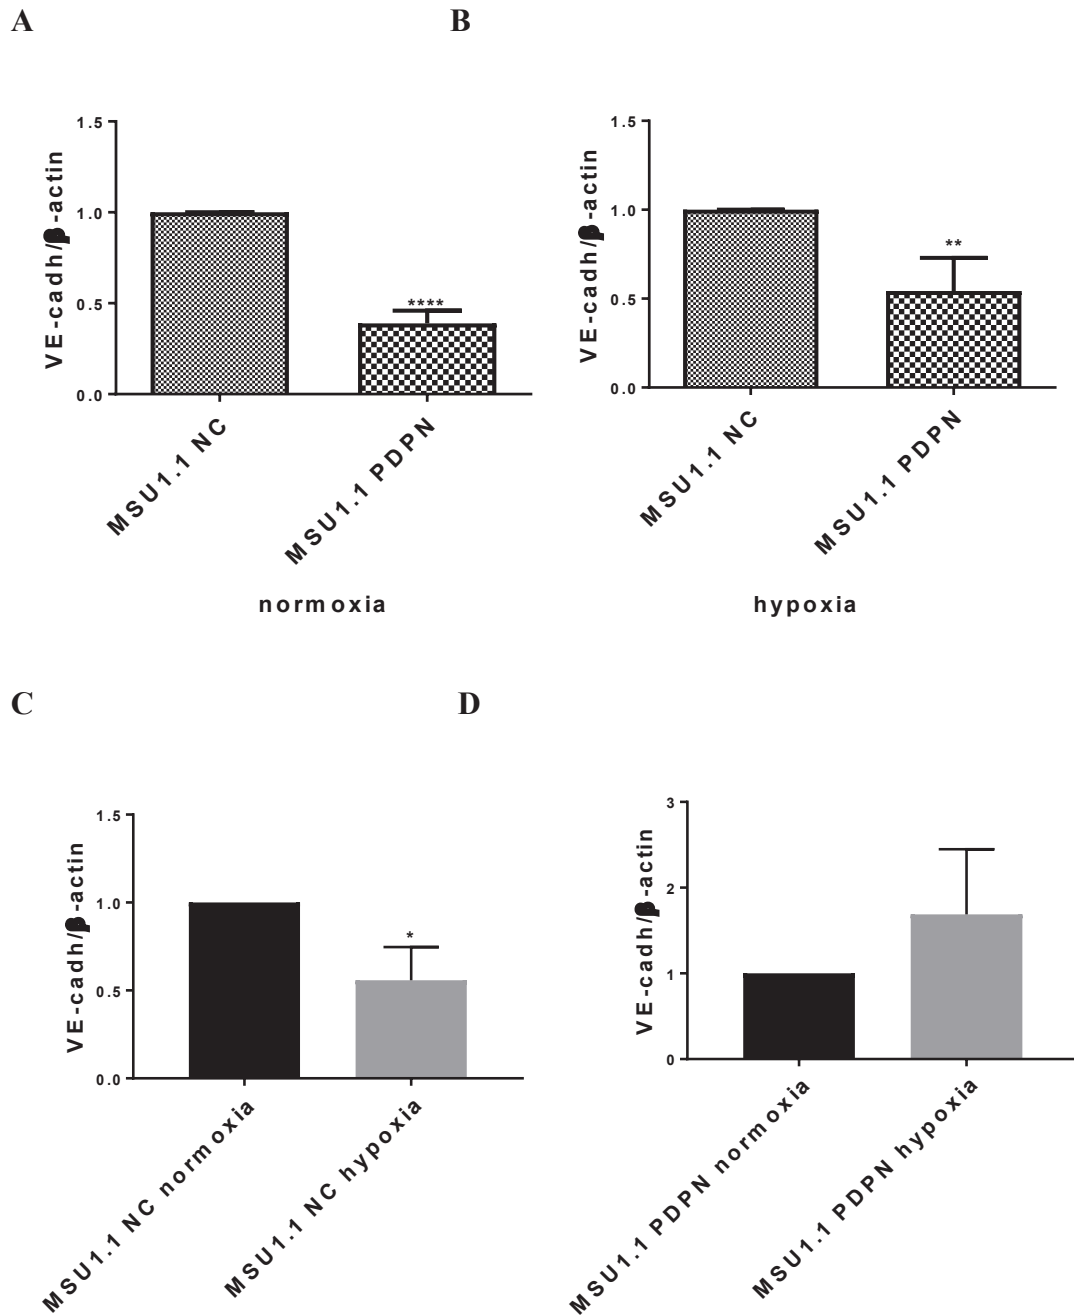 A
B
VE-cadh/β-actin
1.5
1.0
0.5
0.0
****
MSU1.1 NC
MSU1.1 PDPN
normoxia
VE-cadh/β-actin
1.5
1.0
0.5
0.0
**
MSU1.1 NC
MSU1.1 PDPN
hypoxia
C
D
VE-cadh/β-actin
1.5
1.0
0.5
0.0
*
MSU1.1 NC normoxia
MSU1.1 NC hypoxia
VE-cadh/β-actin
3
2
1
0
MSU1.1 PDPN normoxia
MSU1.1 PDPN hypoxia